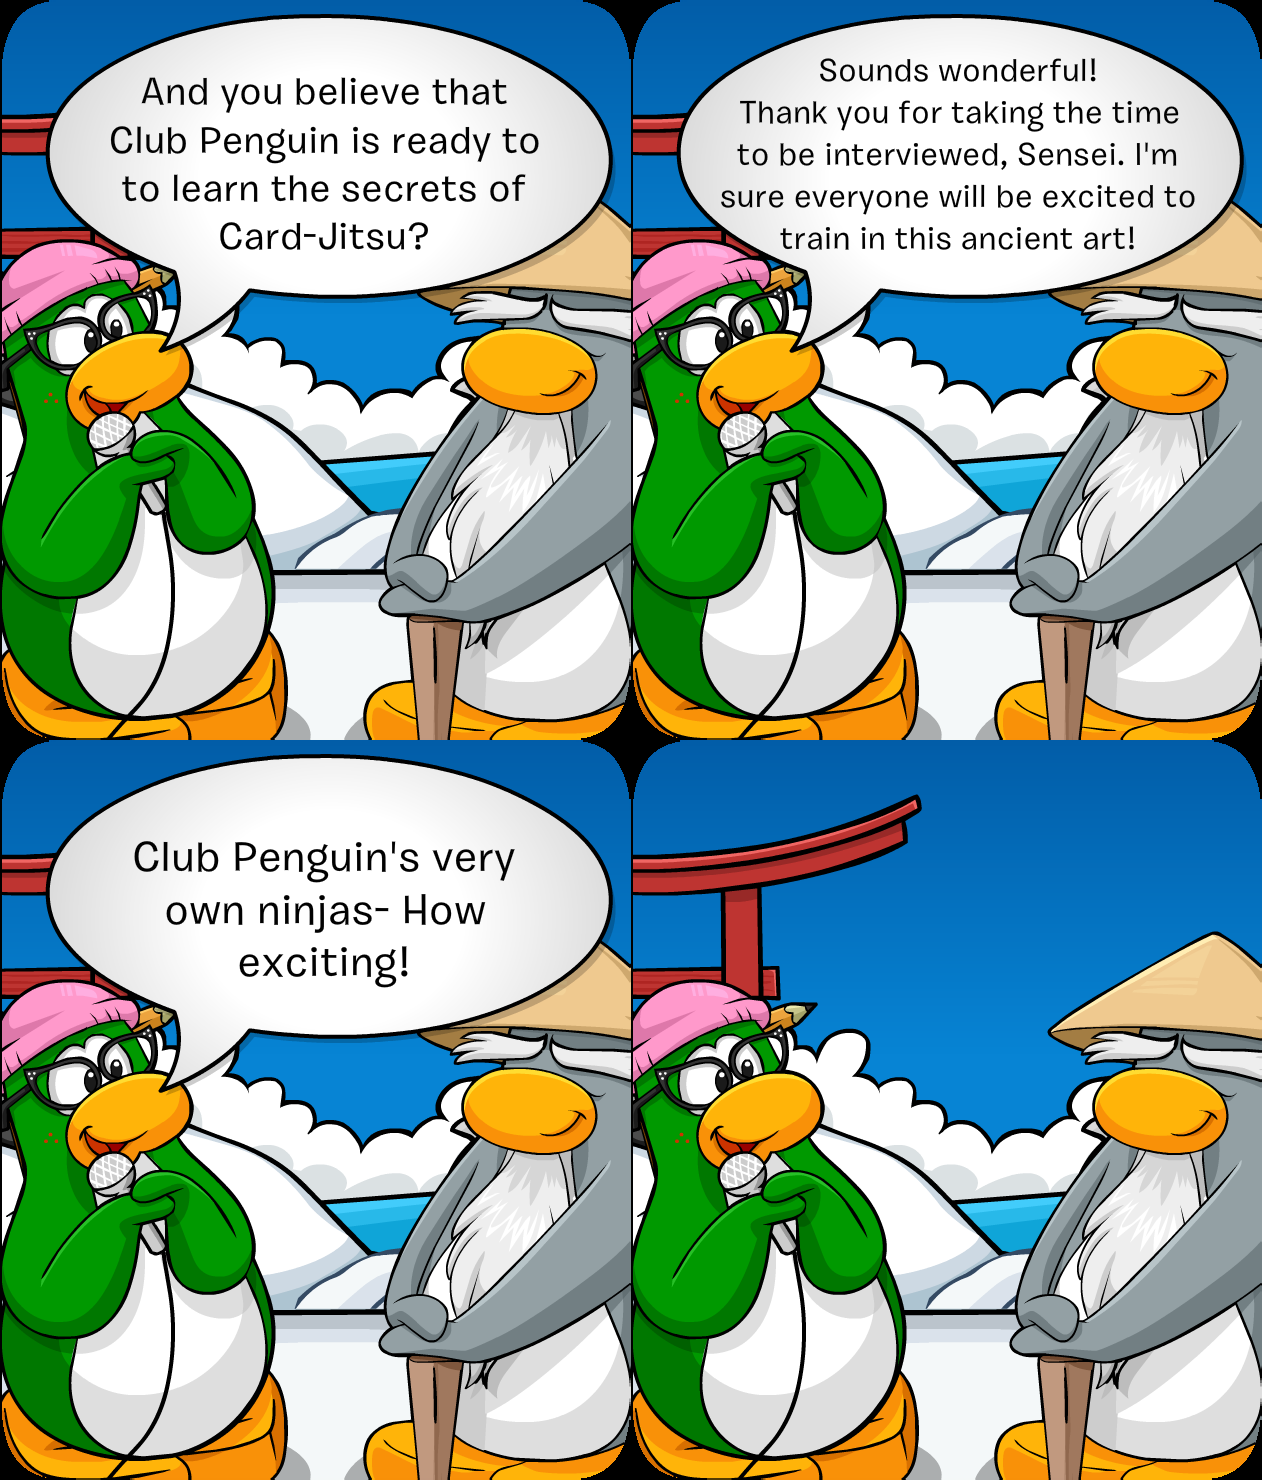 And you believe that
Club Penguin is ready to
to learn the secrets of
Card-Jitsu?
Sounds wonderful!
Thank you for taking the time
to be interviewed, Sensei. I'm
sure everyone will be excited to
train in this ancient art!
Club Penguin's very
own ninjas- How
exciting!